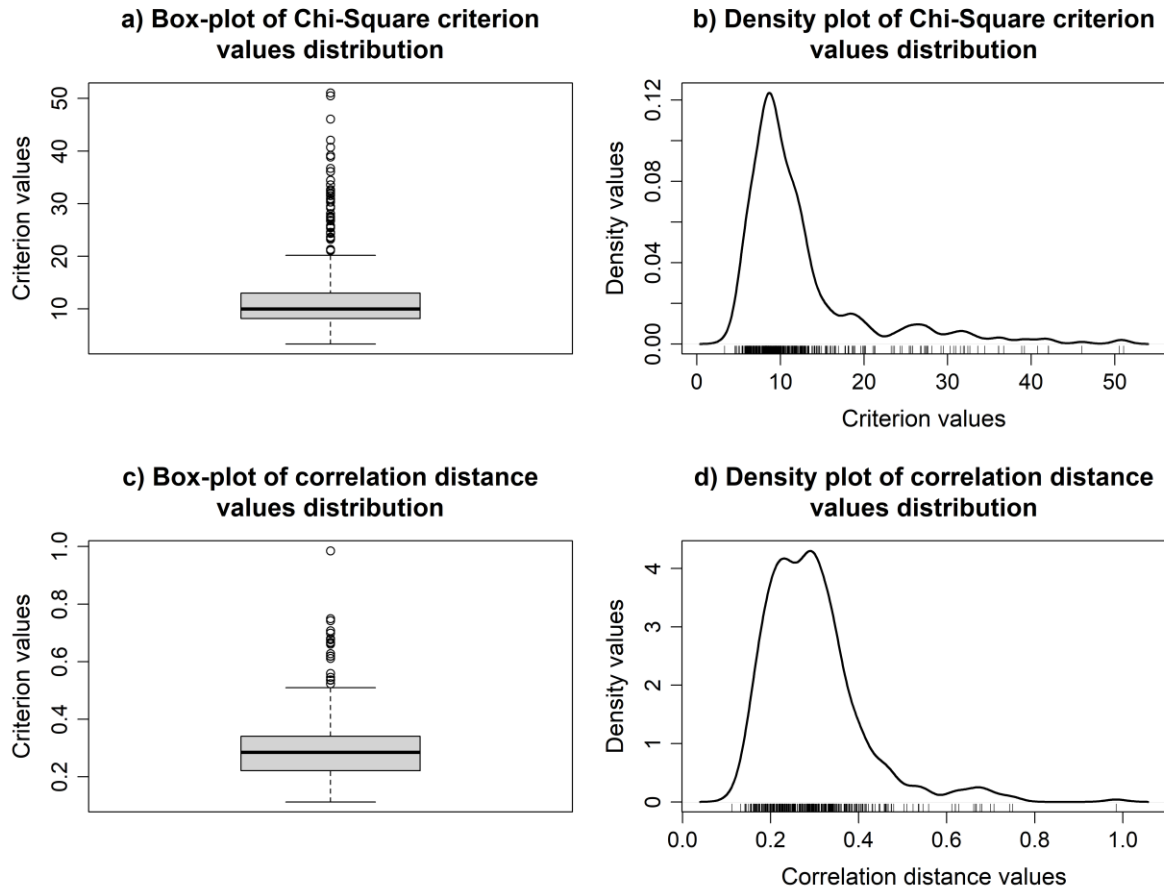 a) Box-plot of Chi-Square criterion
values distribution
Criterion values
50
40
30
20
10
b) Density plot of Chi-Square criterion
values distribution
Density values
0.12
0.08
0.04
0.00
0 10 20 30 40 50
Criterion values
c) Box-plot of correlation distance
values distribution
Criterion values
1.0
0.8
0.6
0.4
0.2
d) Density plot of correlation distance
values distribution
Density values
4
3
2
1
0
0.0 0.2 0.4 0.6 0.8 1.0
Correlation distance values